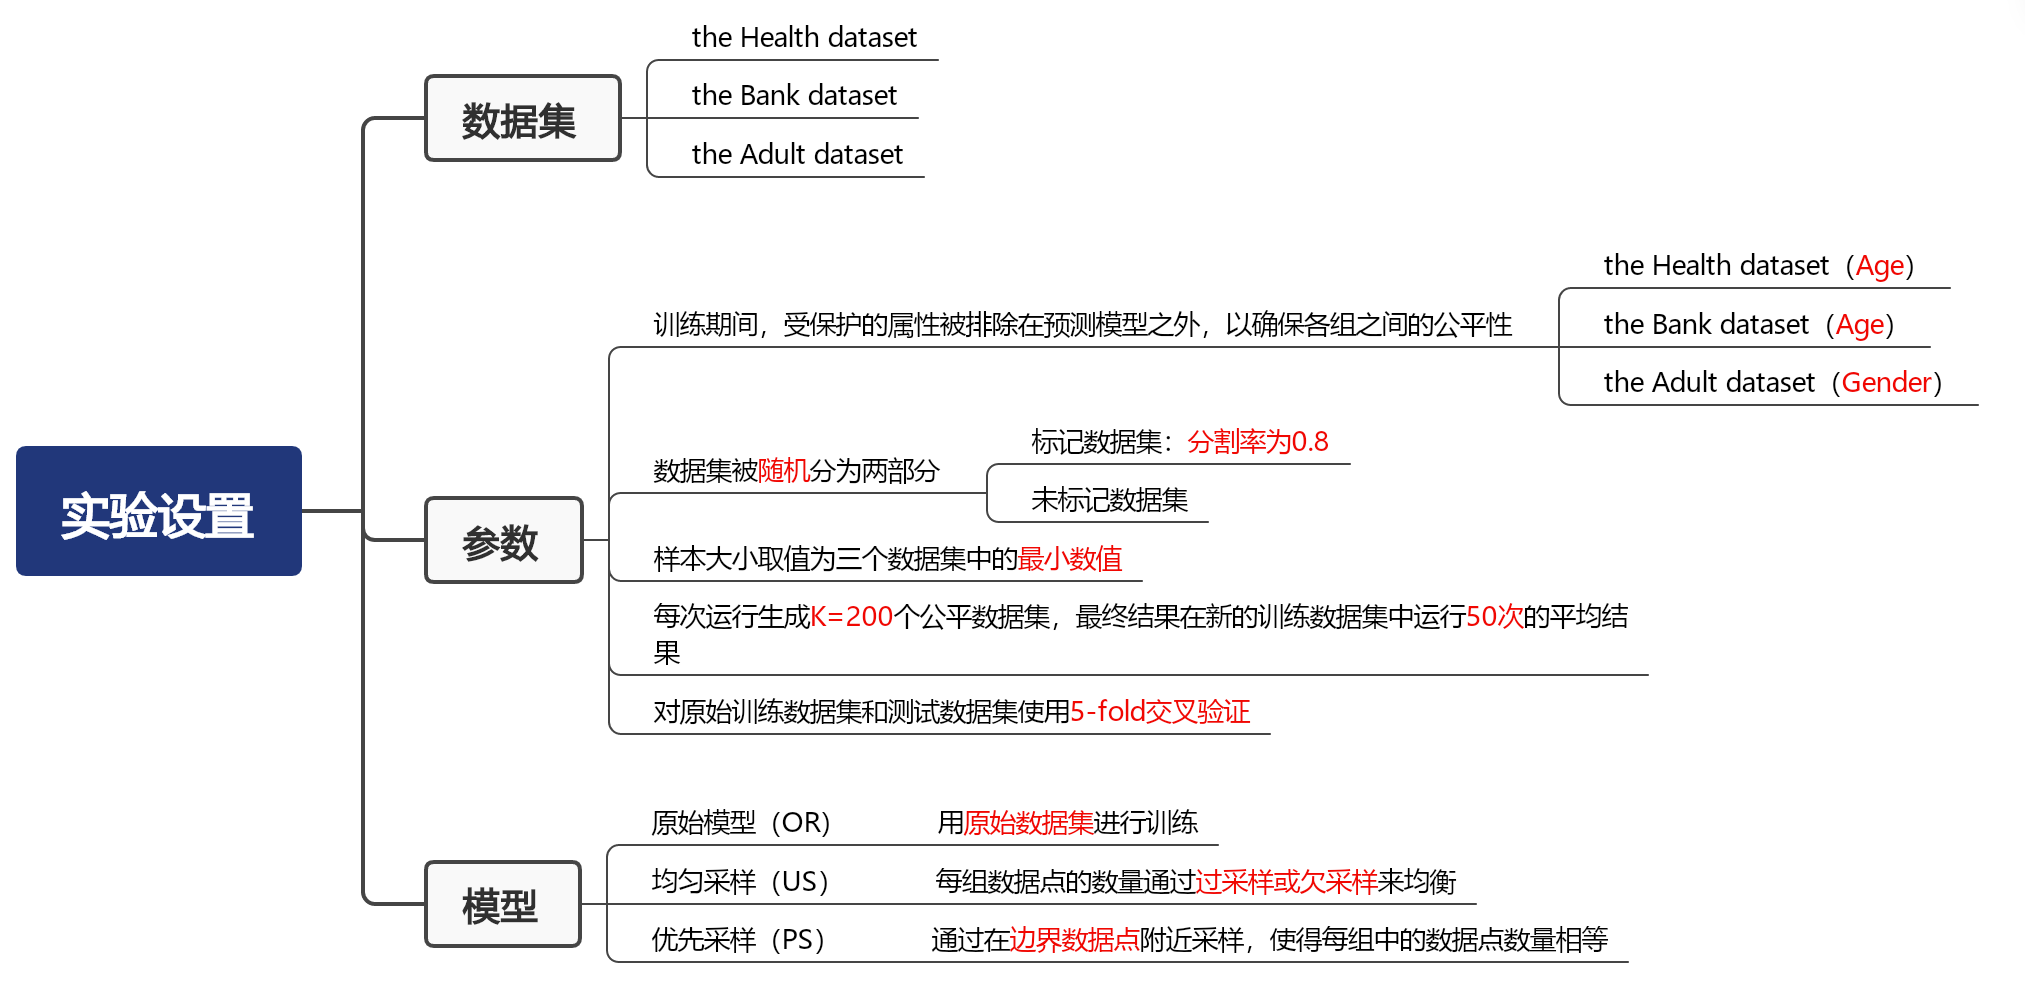 实验设置
数据集
the Health dataset
the Bank dataset
the Adult dataset
参数
训练期间，受保护的属性被排除在预测模型之外，以确保各组之间的公平性
the Health dataset（Age）
the Bank dataset（Age）
the Adult dataset（Gender）
数据集被随机分为两部分
标记数据集：分割率为0.8
未标记数据集
样本大小取值为三个数据集中的最小数值
每次运行生成K=200个公平数据集，最终结果在新的训练数据集中运行50次的平均结
果
对原始训练数据集和测试数据集使用5-fold交叉验证
模型
原始模型（OR） 用原始数据集进行训练
均匀采样（US） 每组数据点的数量通过过采样或欠采样来均衡
优先采样（PS） 通过在边界数据点附近采样，使得每组中的数据点数量相等